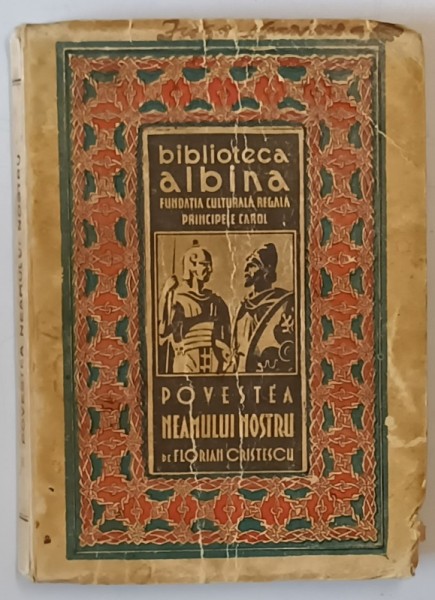 biblioteca
albina
FUNDAȚIA CULTURALĂ REGALĂ
PRINCIPELE CAROL
POVESTEA
NEAMULUI NOSTRU
DE FLORIAN CRISTESCU
POVESTEA NEAMULUI NOSTRU